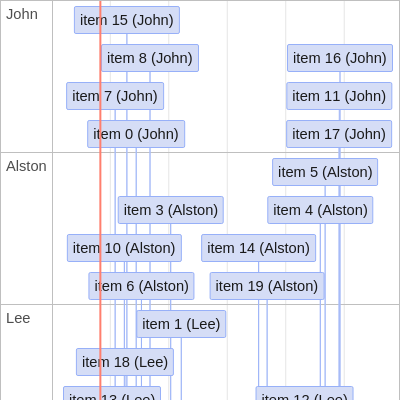 John
item 15 (John)
item 8 (John)
item 16 (John)
item 7 (John)
item 11 (John)
item 0 (John)
item 17 (John)
Alston
item 5 (Alston)
item 3 (Alston)
item 4 (Alston)
item 10 (Alston)
item 14 (Alston)
item 6 (Alston)
item 19 (Alston)
Lee
item 1 (Lee)
item 18 (Lee)
item 13 (Lee)
item 12 (Lee)